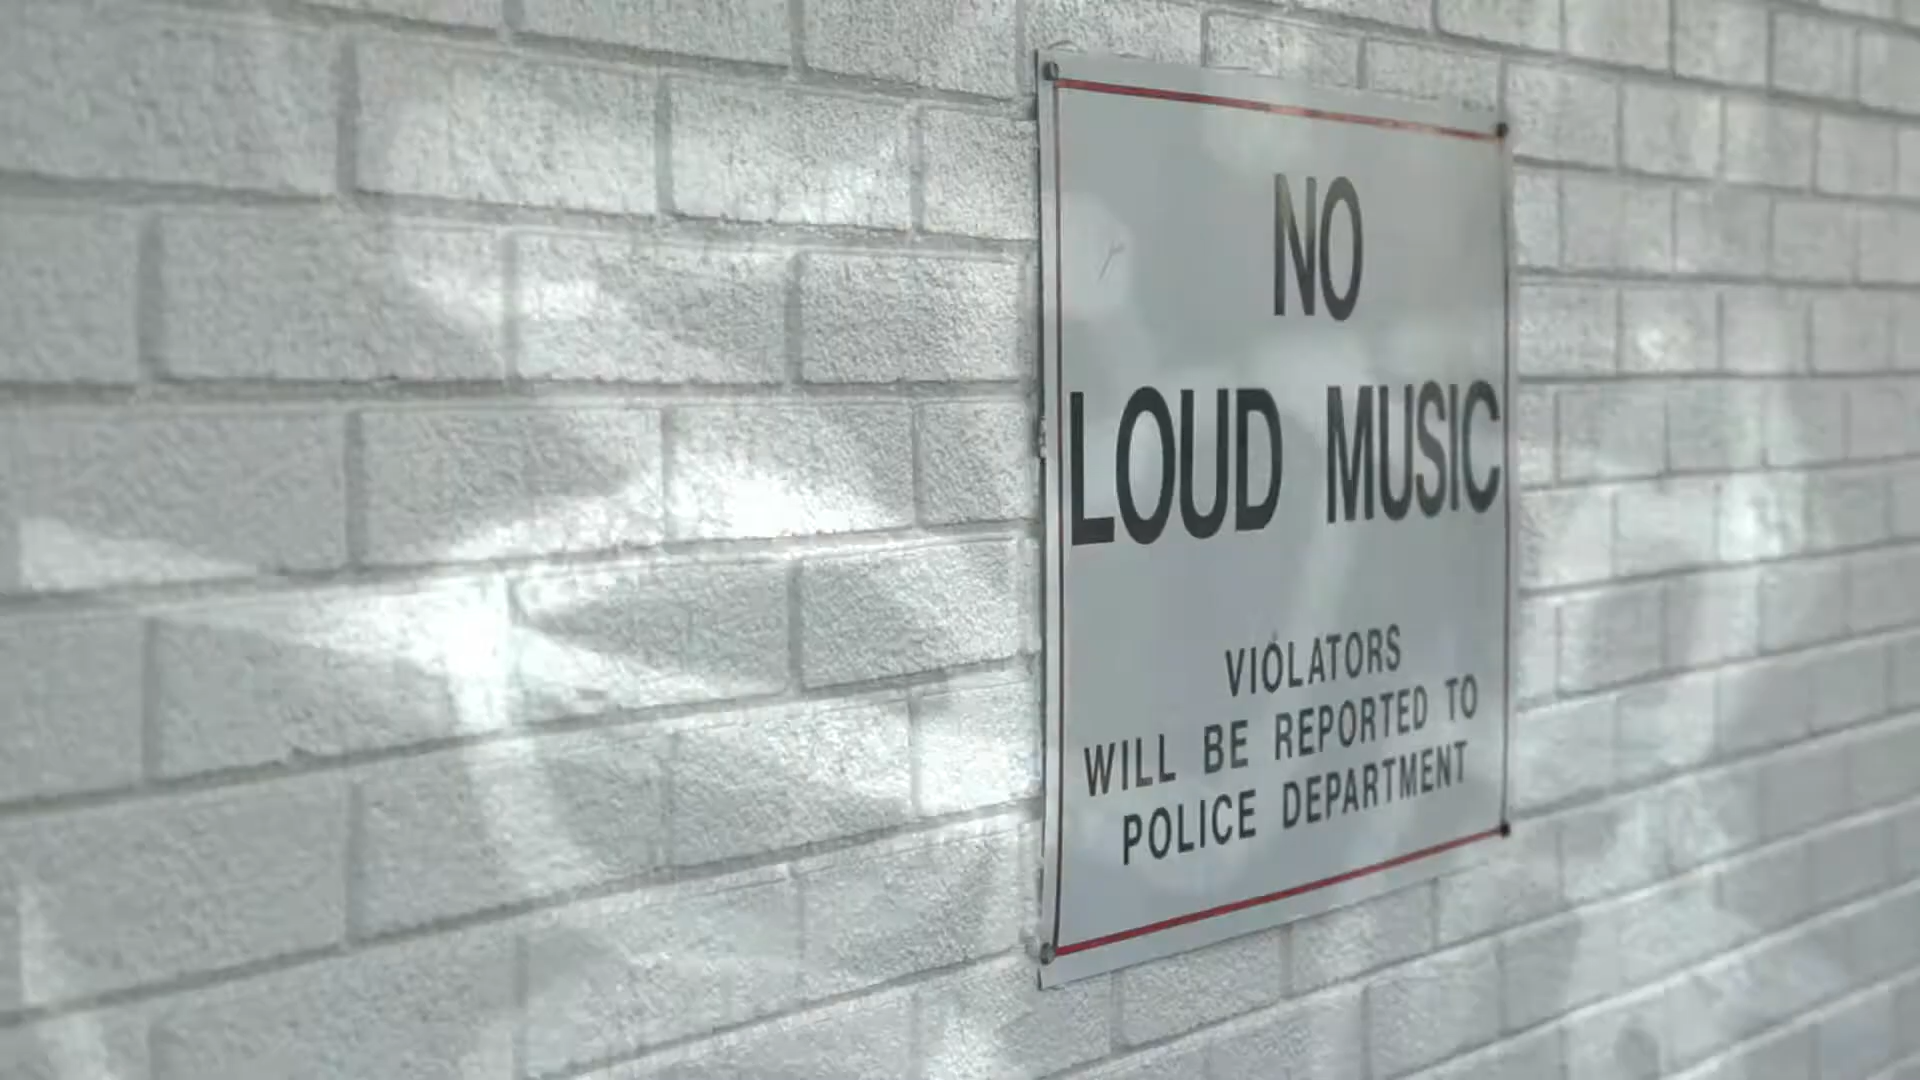 NO
LOUD MUSIC
VIOLATORS
WILL BE REPORTED TO
POLICE DEPARTMENT